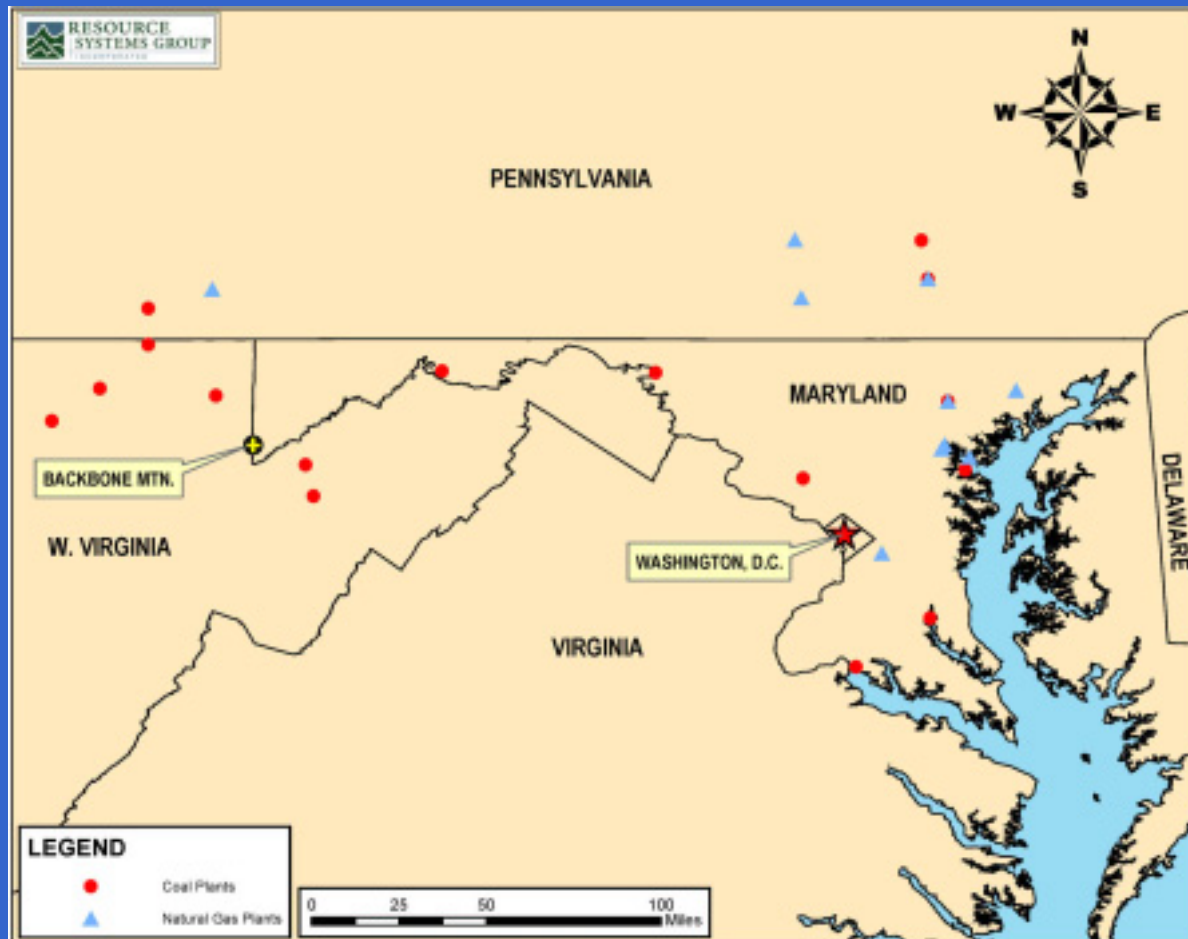 RESOURCE
SYSTEMS GROUP
INCORPORATED
N
W
E
S
PENNSYLVANIA
MARYLAND
DELAWARE
BACKBONE MTN.
W. VIRGINIA
WASHINGTON, D.C.
VIRGINIA
LEGEND
Coal Plants
Natural Gas Plants
0 25 50 100
Miles